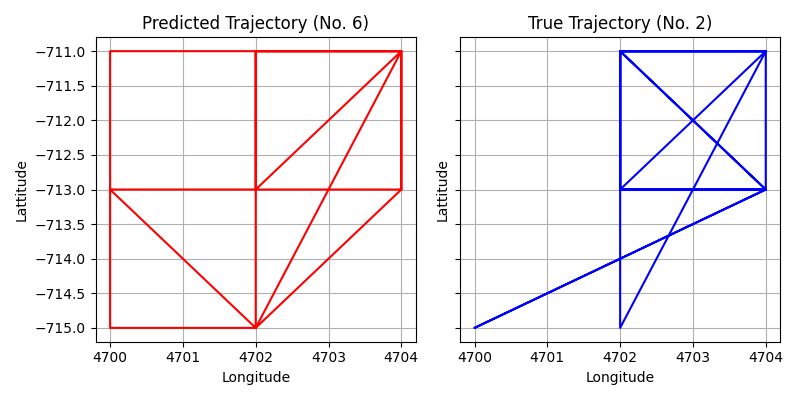 Predicted Trajectory (No. 6)
True Trajectory (No. 2)
−711.0
−711.5
−712.0
−712.5
−713.0
−713.5
−714.0
−714.5
−715.0
Lattitude
Lattitude
4700 4701 4702 4703 4704
4700 4701 4702 4703 4704
Longitude
Longitude